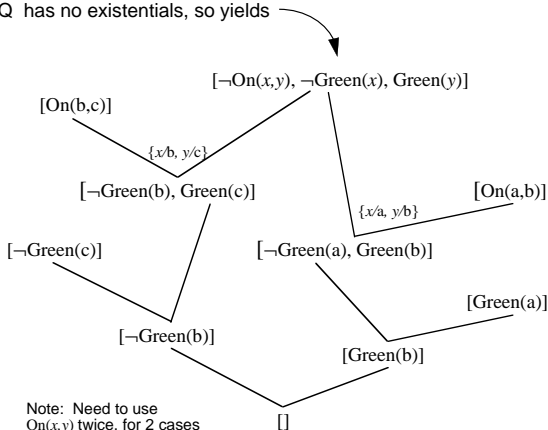 Q has no existentials, so yields
[¬On(x,y), ¬Green(x), Green(y)]
[On(b,c)]
{x/b, y/c}
[¬Green(b), Green(c)]
[On(a,b)]
{x/a, y/b}
[¬Green(c)]
[¬Green(a), Green(b)]
[Green(a)]
[¬Green(b)]
[Green(b)]
Note: Need to use
On(x,y) twice, for 2 cases
[]